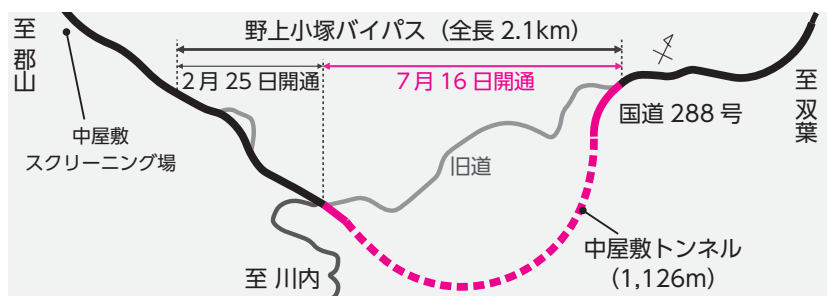 野上小塚バイパス（全長 2.1km）
至 郡山
2月 25 日開通
7月 16 日開通
至 双葉
国道 288 号
中屋敷
スクリーニング場
旧道
中屋敷トンネル
（1,126m）
至 川内